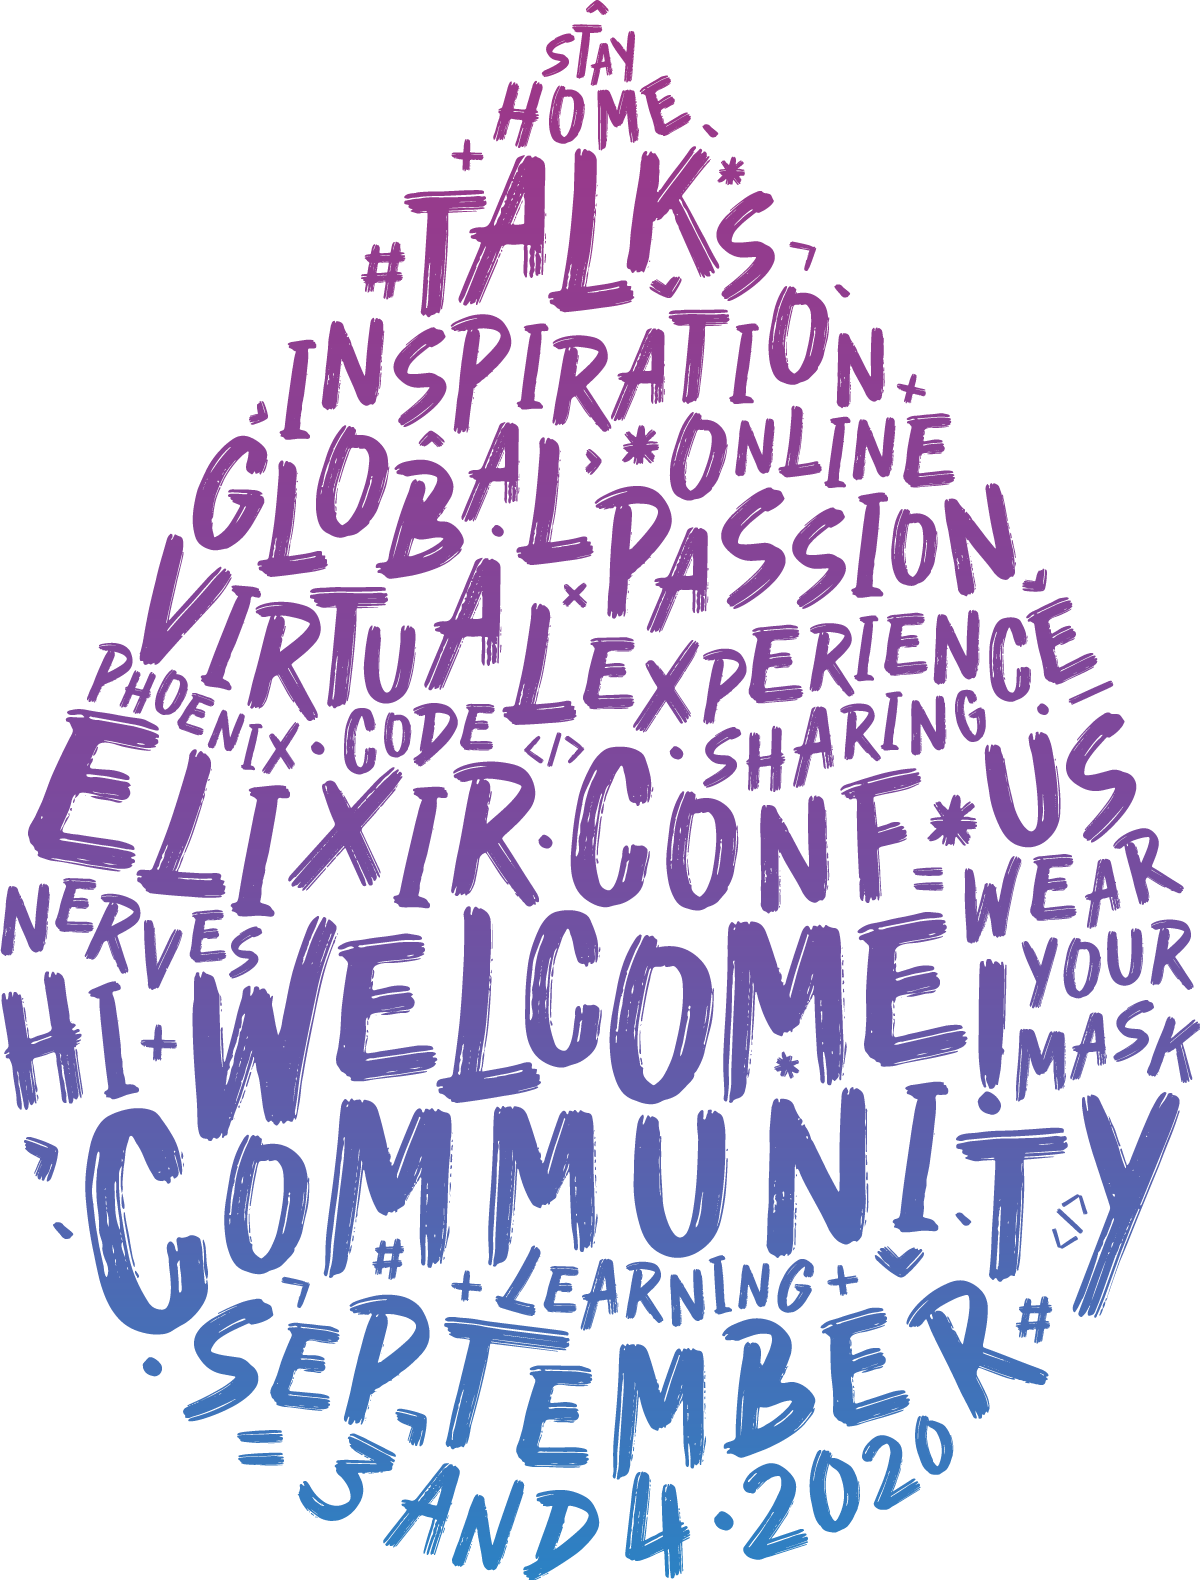 STAY
HOME
+ TALKS *
#
INSPIRATION +
GLOBAL * ONLINE
VIRTUAL × PASSION
EXPERIENCE
PHOENIX · CODE </> · SHARING
ELIXIR · CONF * US
NERVES
= WEAR
YOUR
MASK
HI + WELCOME!
COMMUNITY </>
# + LEARNING +
SEPTEMBER #
= 3 AND 4 · 2020